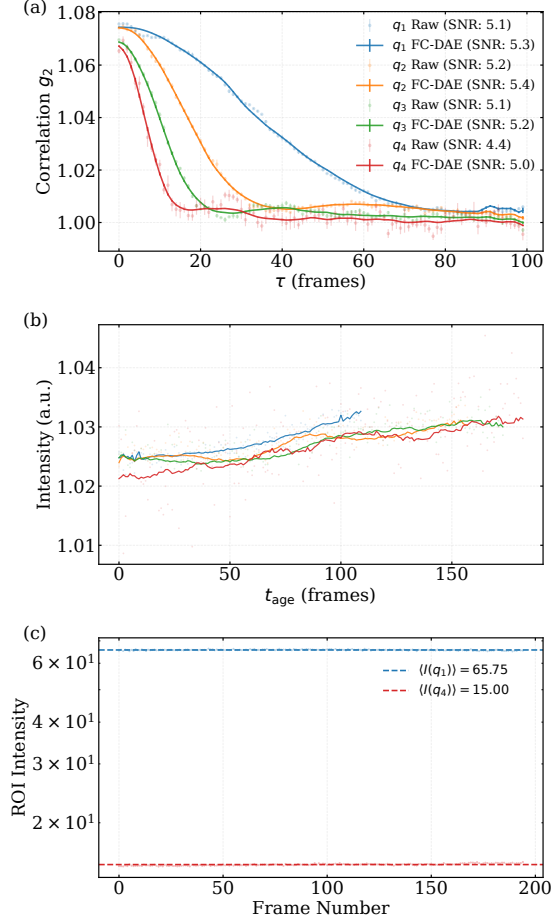 (a)
q₁ Raw (SNR: 5.1)
q₁ FC-DAE (SNR: 5.3)
q₂ Raw (SNR: 5.2)
q₂ FC-DAE (SNR: 5.4)
q₃ Raw (SNR: 5.1)
q₃ FC-DAE (SNR: 5.2)
q₄ Raw (SNR: 4.4)
q₄ FC-DAE (SNR: 5.0)
Correlation g₂
1.08
1.06
1.04
1.02
1.00
0 20 40 60 80 100
τ (frames)
(b)
Intensity (a.u.)
1.04
1.03
1.02
1.01
0 50 100 150
t_age (frames)
(c)
ROI Intensity
6 × 10¹
4 × 10¹
3 × 10¹
2 × 10¹
⟨I(q₁)⟩ = 65.75
⟨I(q₄)⟩ = 15.00
0 50 100 150 200
Frame Number